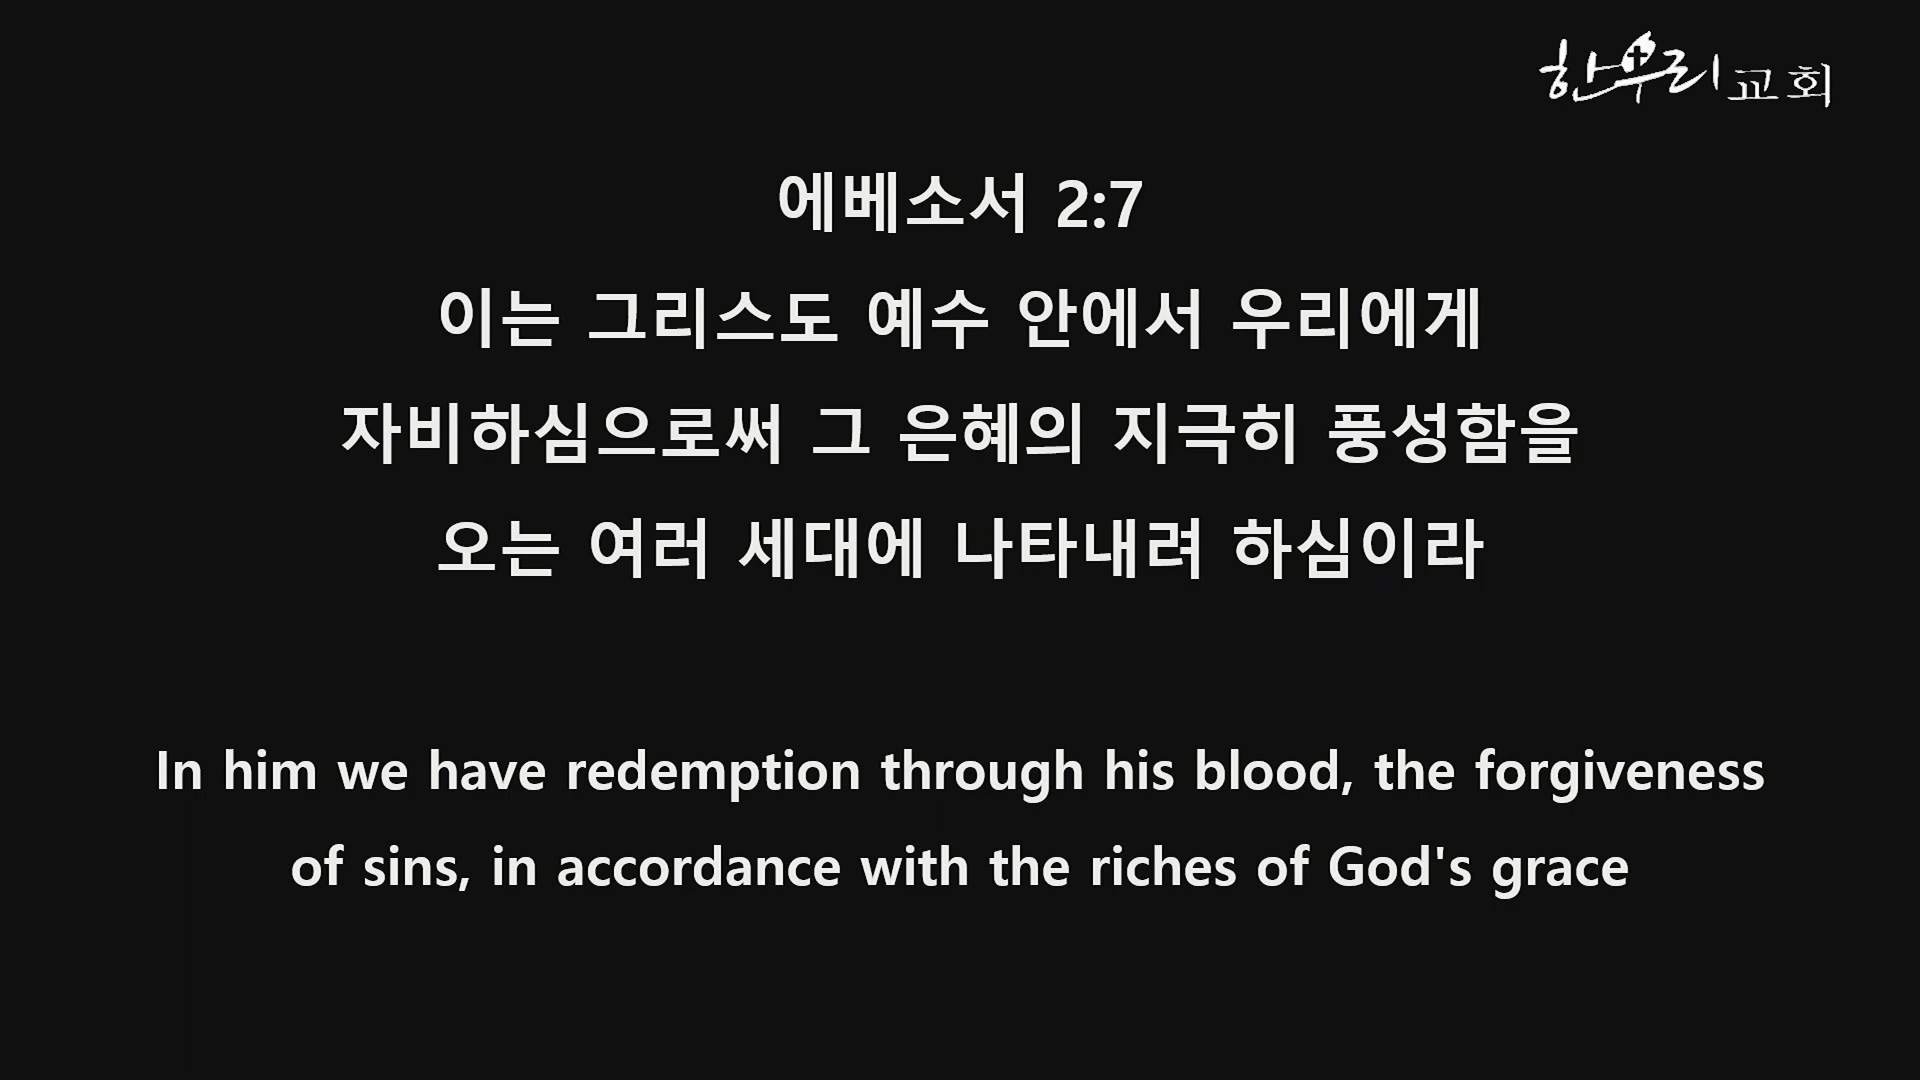 한우리교회
에베소서 2:7
이는 그리스도 예수 안에서 우리에게
자비하심으로써 그 은혜의 지극히 풍성함을
오는 여러 세대에 나타내려 하심이라
In him we have redemption through his blood, the forgiveness
of sins, in accordance with the riches of God's grace